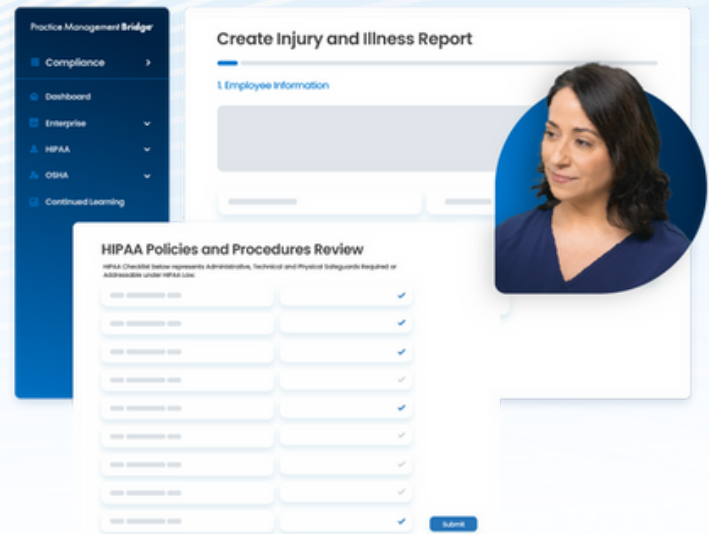 Practice Management Bridge®
Compliance
Dashboard
Enterprise
HIPAA
OSHA
Continued Learning
Create Injury and Illness Report
1. Employee Information
HIPAA Policies and Procedures Review
HIPAA Checklist below represents Administrative, Technical and Physical Safguards Required or
Addressable under HIPAA Law.
Submit